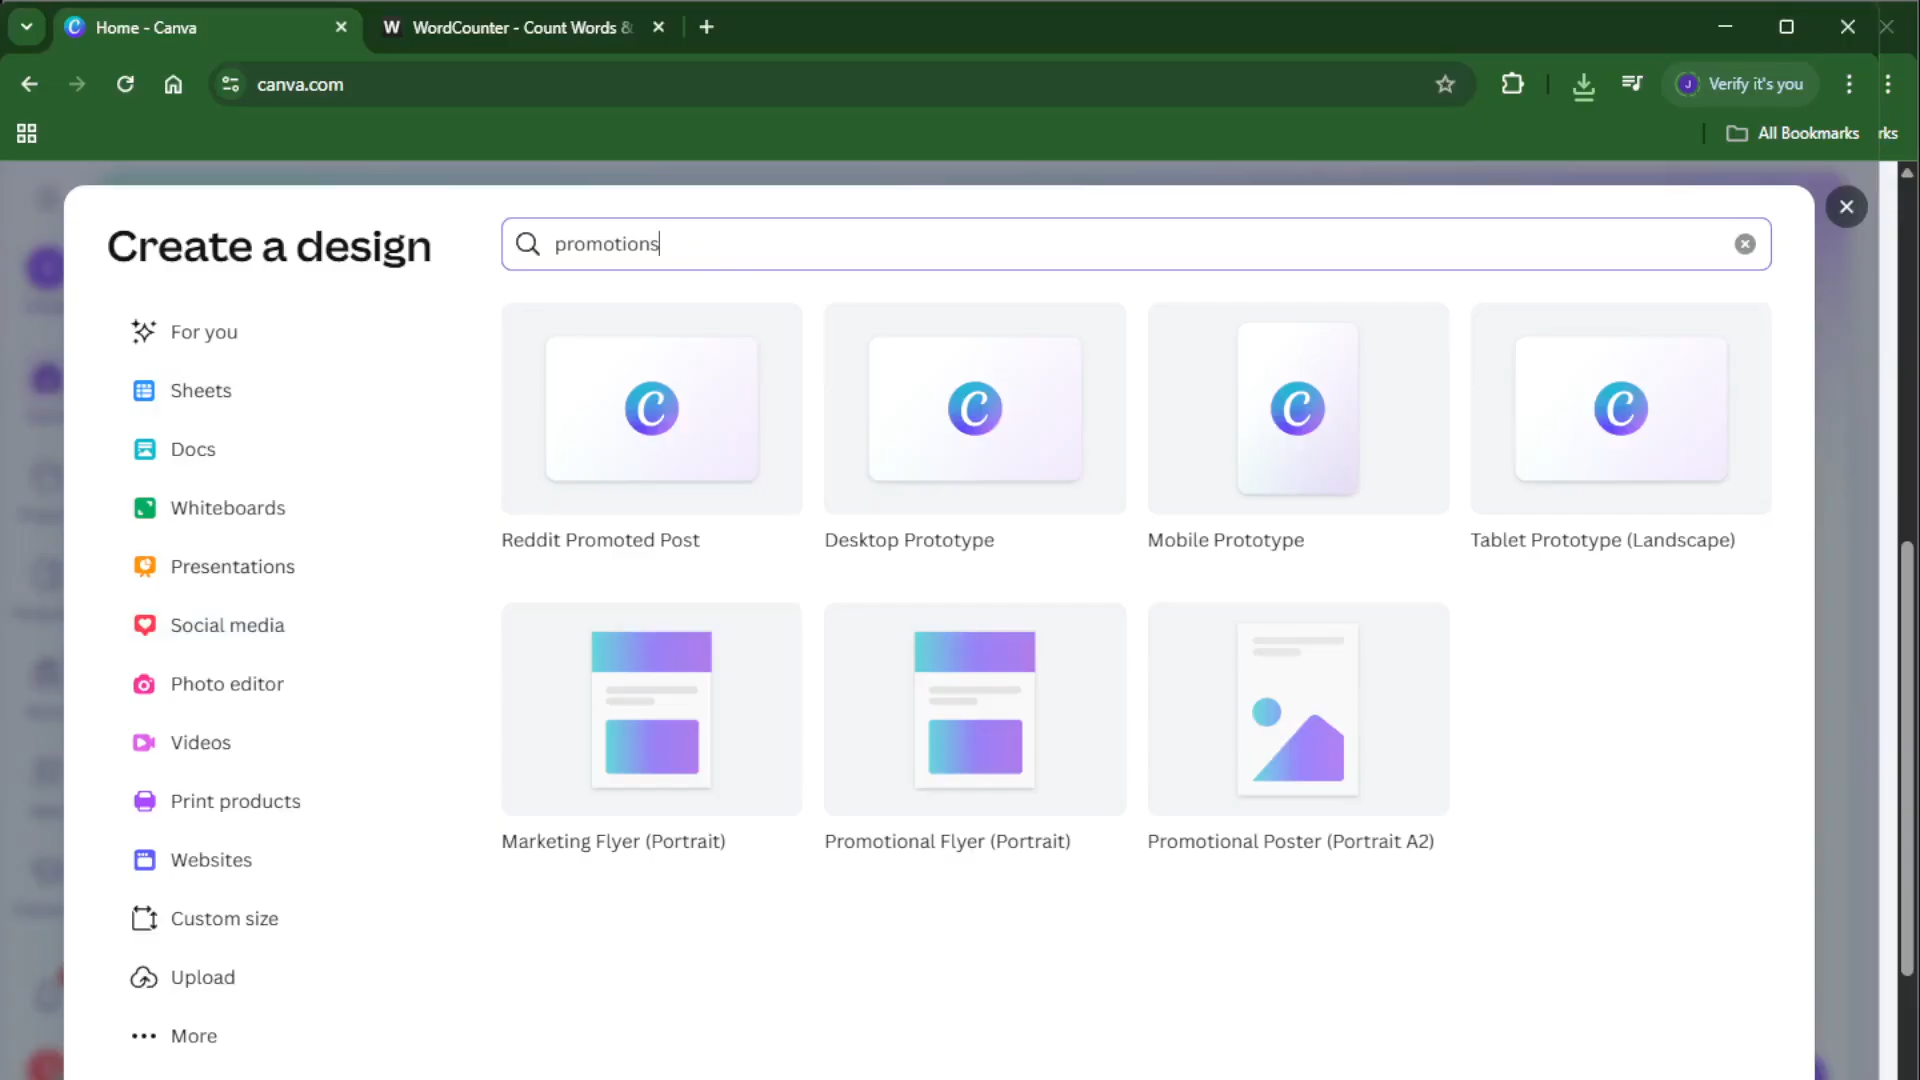 Home - Canva
W WordCounter - Count Words &
canva.com
J Verify it's you
All Bookmarks rks
Create a design
promotions
For you
Sheets
Docs
Whiteboards
Presentations
Social media
Photo editor
Videos
Print products
Websites
Custom size
Upload
More
Reddit Promoted Post
Desktop Prototype
Mobile Prototype
Tablet Prototype (Landscape)
Marketing Flyer (Portrait)
Promotional Flyer (Portrait)
Promotional Poster (Portrait A2)